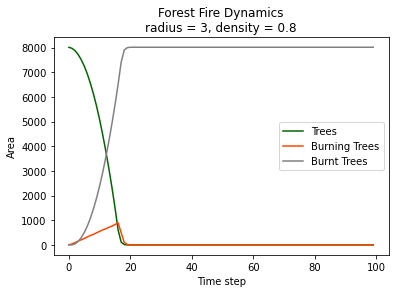 Forest Fire Dynamics
radius = 3, density = 0.8
8000
7000
6000
5000
4000
3000
2000
1000
0
Area
Trees
Burning Trees
Burnt Trees
0
20
40
60
80
100
Time step